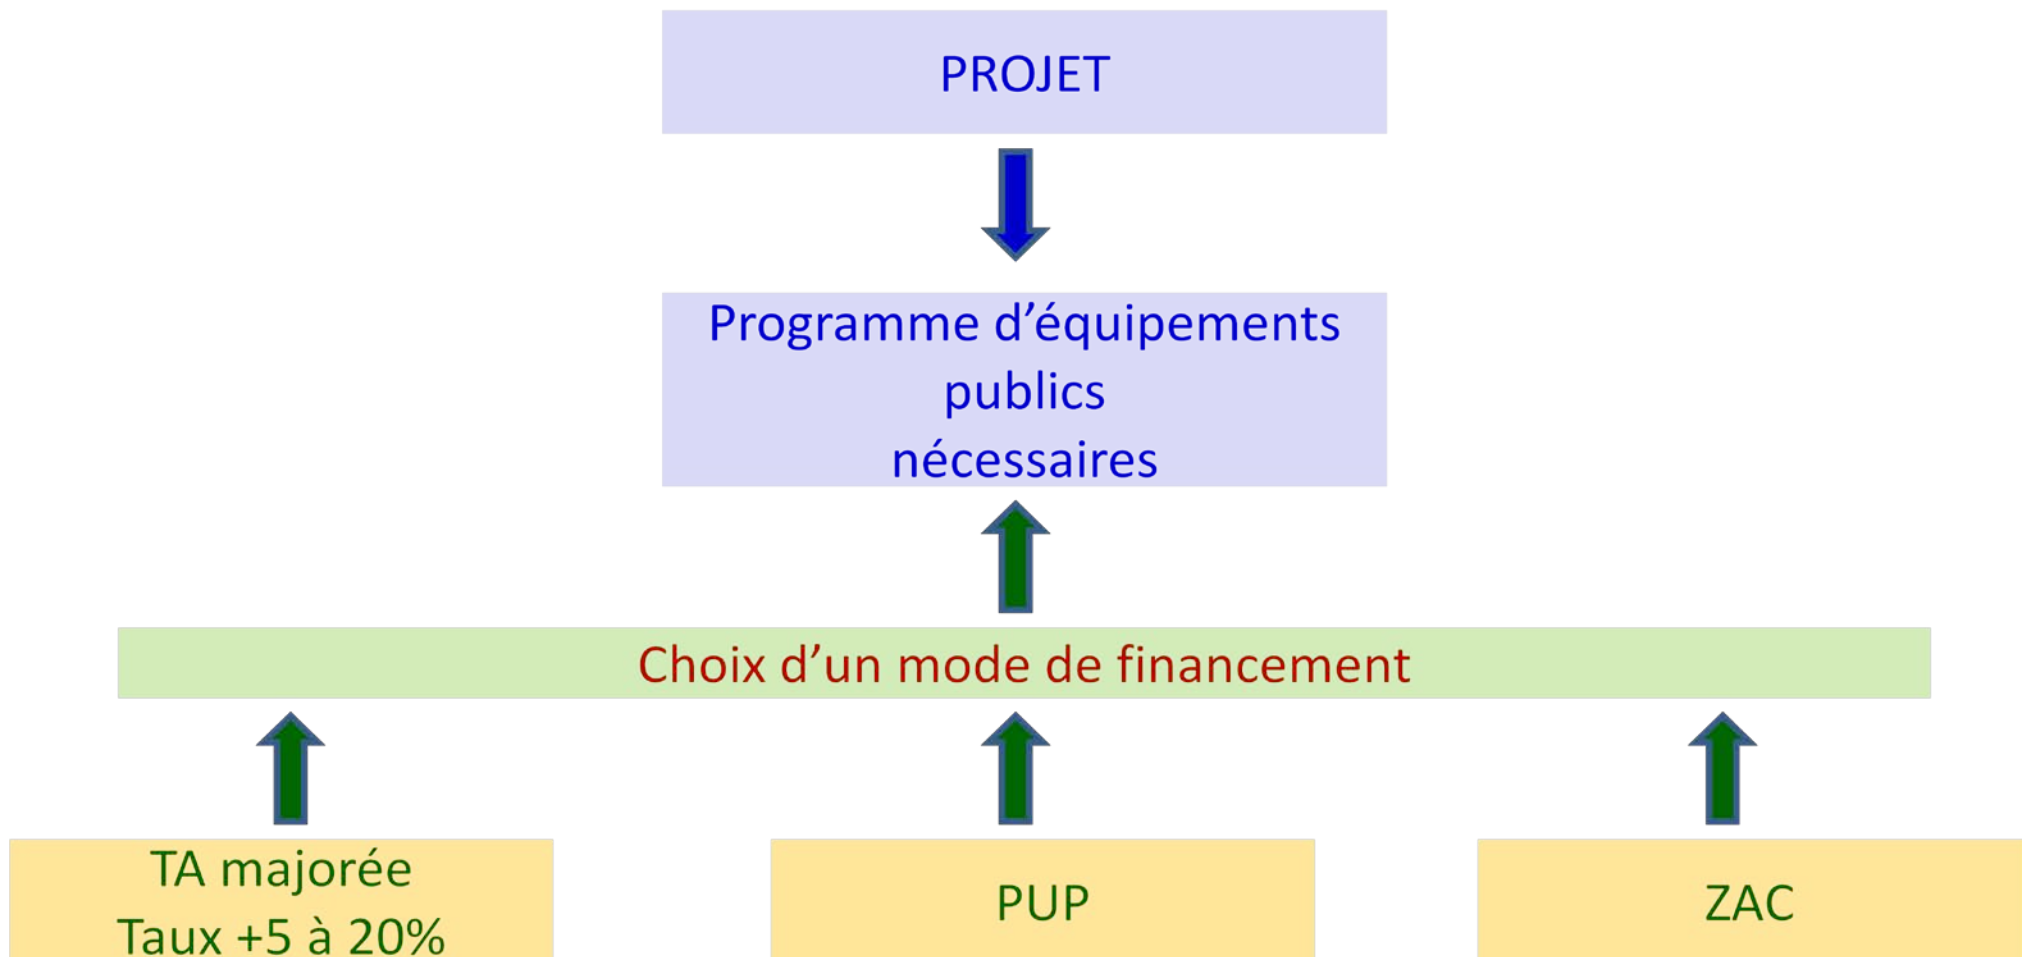 PROJET
Programme d’équipements
publics
nécessaires
Choix d’un mode de financement
TA majorée
Taux +5 à 20%
PUP
ZAC